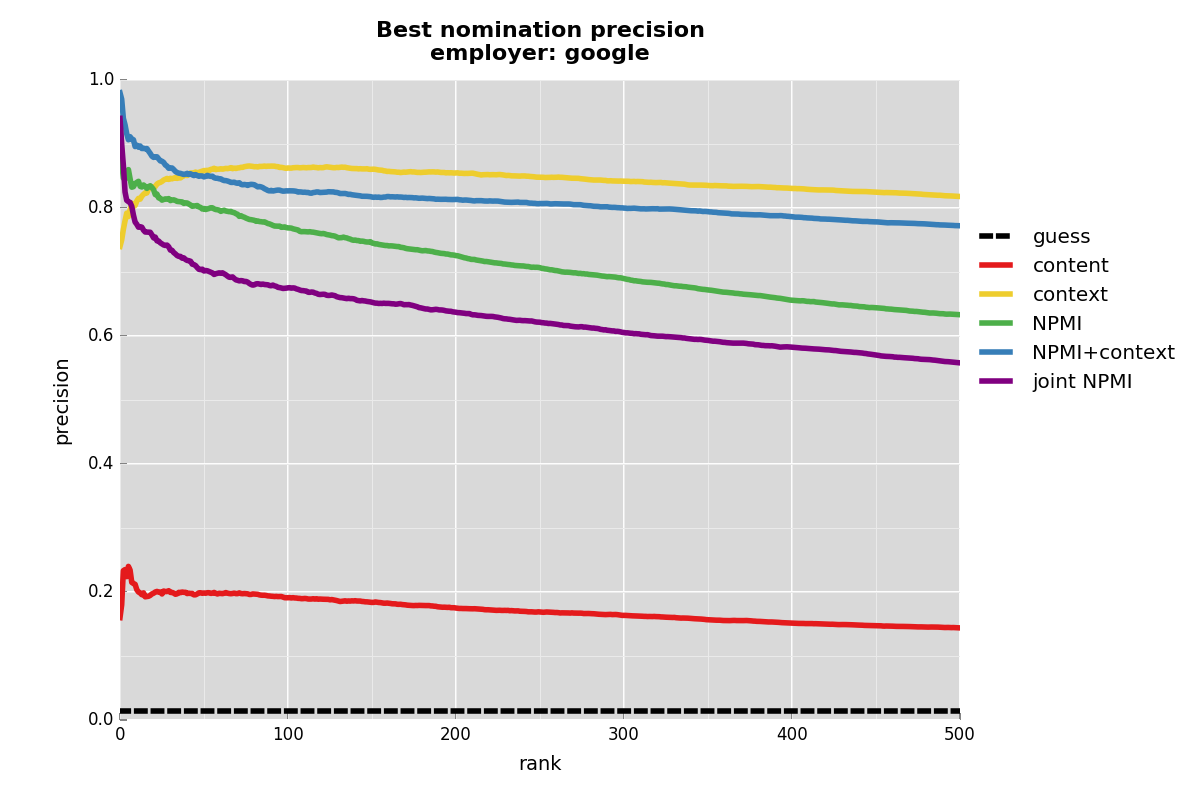 Best nomination precision
employer: google
precision
1.0
0.8
0.6
0.4
0.2
0.0
0 100 200 300 400 500
rank
guess
content
context
NPMI
NPMI+context
joint NPMI